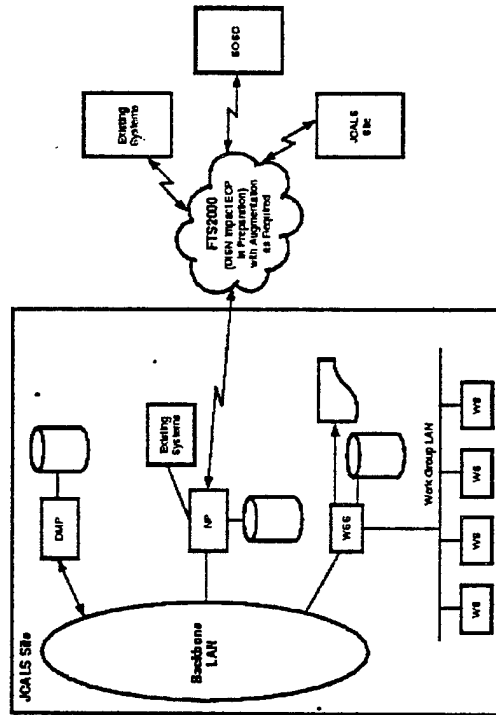 JCALS Site
Backbone
LAN
DMP
NP
Existing
Systems
WGS
Work Group LAN
WS
WS
WS
WS
FTS2000
(DISN Impact ECP
in Preparation)
with Augmentation
as Required
Existing
Systems
SOSC
JCALS
Site